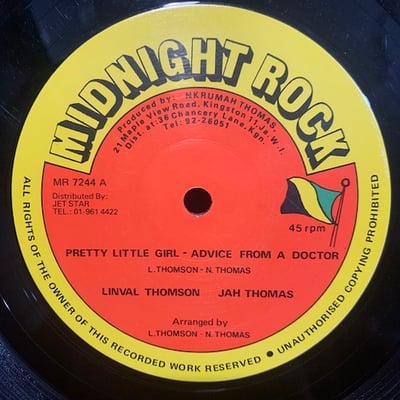 MIDNIGHT ROCK
Produced by: NKRUMAH THOMAS
21 Maple View Road, Kingston 11, Ja. W.I.
Dist. at: 36 Chancery Lane, Kgn.
Tel: 92-26051
MR 7244 A
Distributed By:
JET STAR
TEL.: 01-961 4422
45 rpm
PRETTY LITTLE GIRL - ADVICE FROM A DOCTOR
L. THOMSON - N. THOMAS
LINVAL THOMSON JAH THOMAS
Arranged by
L. THOMSON - N. THOMAS
ALL RIGHTS OF THE OWNER OF THIS RECORDED WORK RESERVED • UNAUTHORISED COPYING PROHIBITED